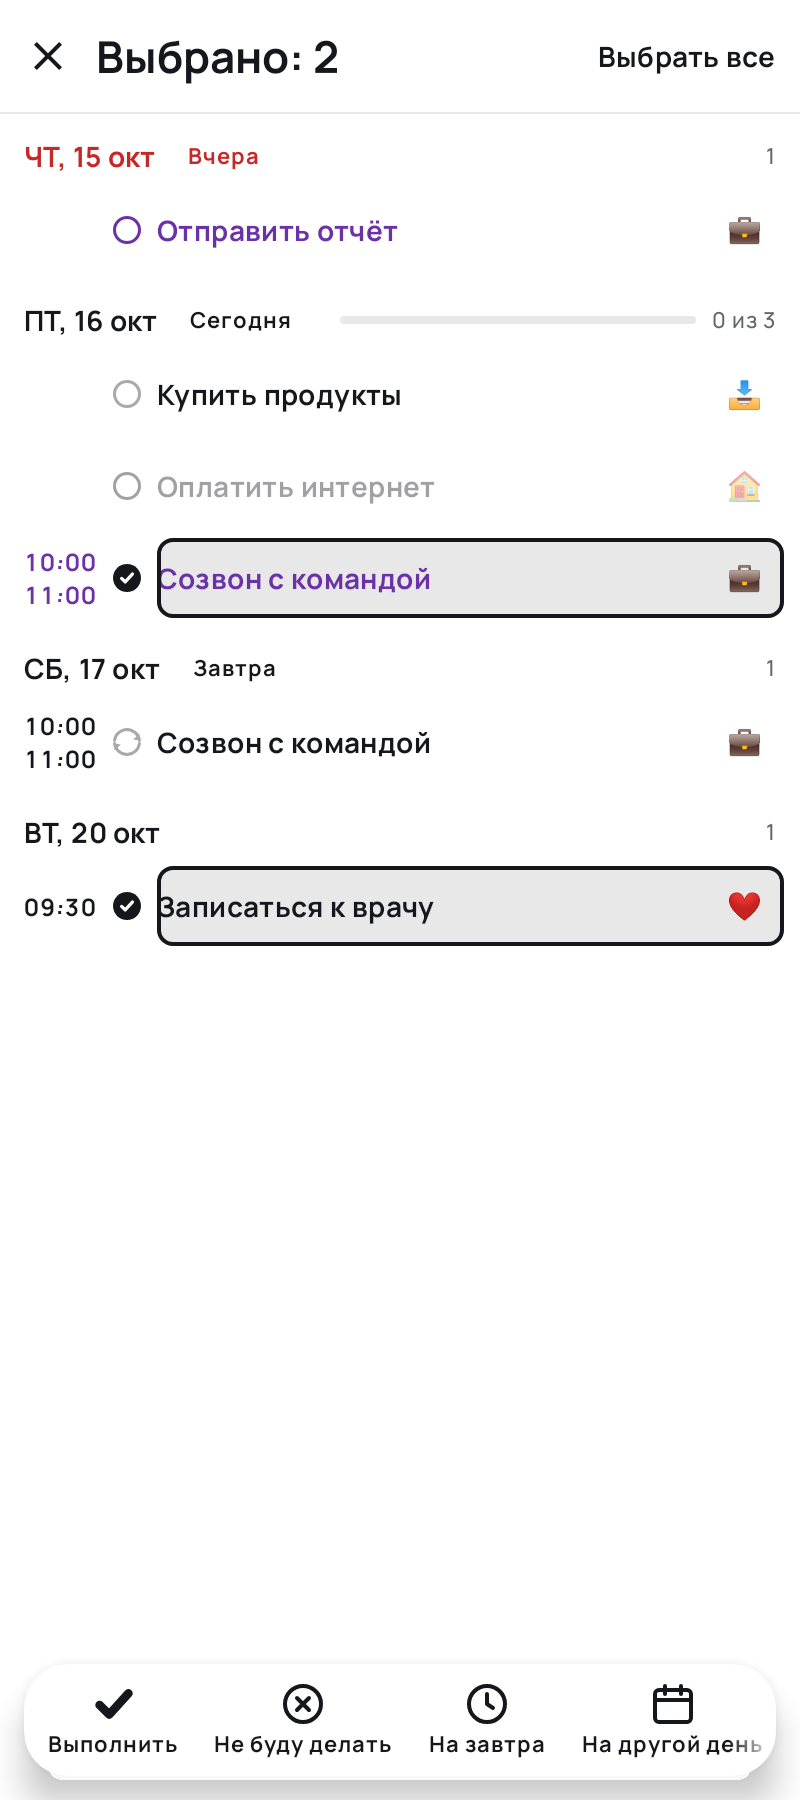 Выбрано: 2 Выбрать все
ЧТ, 15 окт Вчера 1
Отправить отчёт
ПТ, 16 окт Сегодня 0 из 3
Купить продукты
Оплатить интернет
10:00
11:00
Созвон с командой
СБ, 17 окт Завтра 1
10:00
11:00
Созвон с командой
ВТ, 20 окт 1
09:30 Записаться к врачу
Выполнить Не буду делать На завтра На другой день